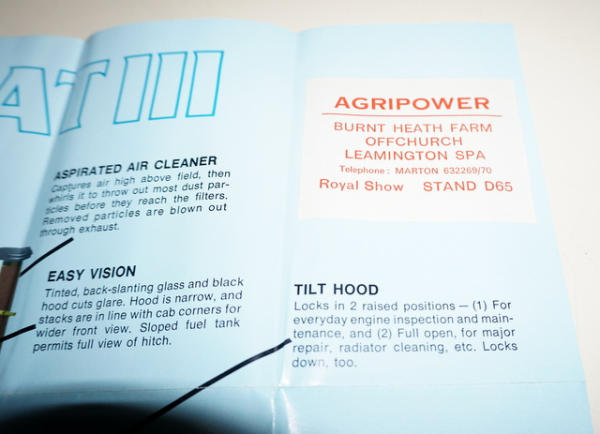 AT III
AGRIPOWER
BURNT HEATH FARM
OFFCHURCH
LEAMINGTON SPA
Telephone: MARTON 632269/70
Royal Show STAND D65
ASPIRATED AIR CLEANER
Captures air high above field, then
whirls it to throw out most dust par-
ticles before they reach the filters.
Removed particles are blown out
through exhaust.
EASY VISION
Tinted, back-slanting glass and black
hood cuts glare. Hood is narrow, and
stacks are in line with cab corners for
wider front view. Sloped fuel tank
permits full view of hitch.
TILT HOOD
Locks in 2 raised positions — (1) For
everyday engine inspection and main-
tenance, and (2) Full open, for major
repair, radiator cleaning, etc. Locks
down, too.